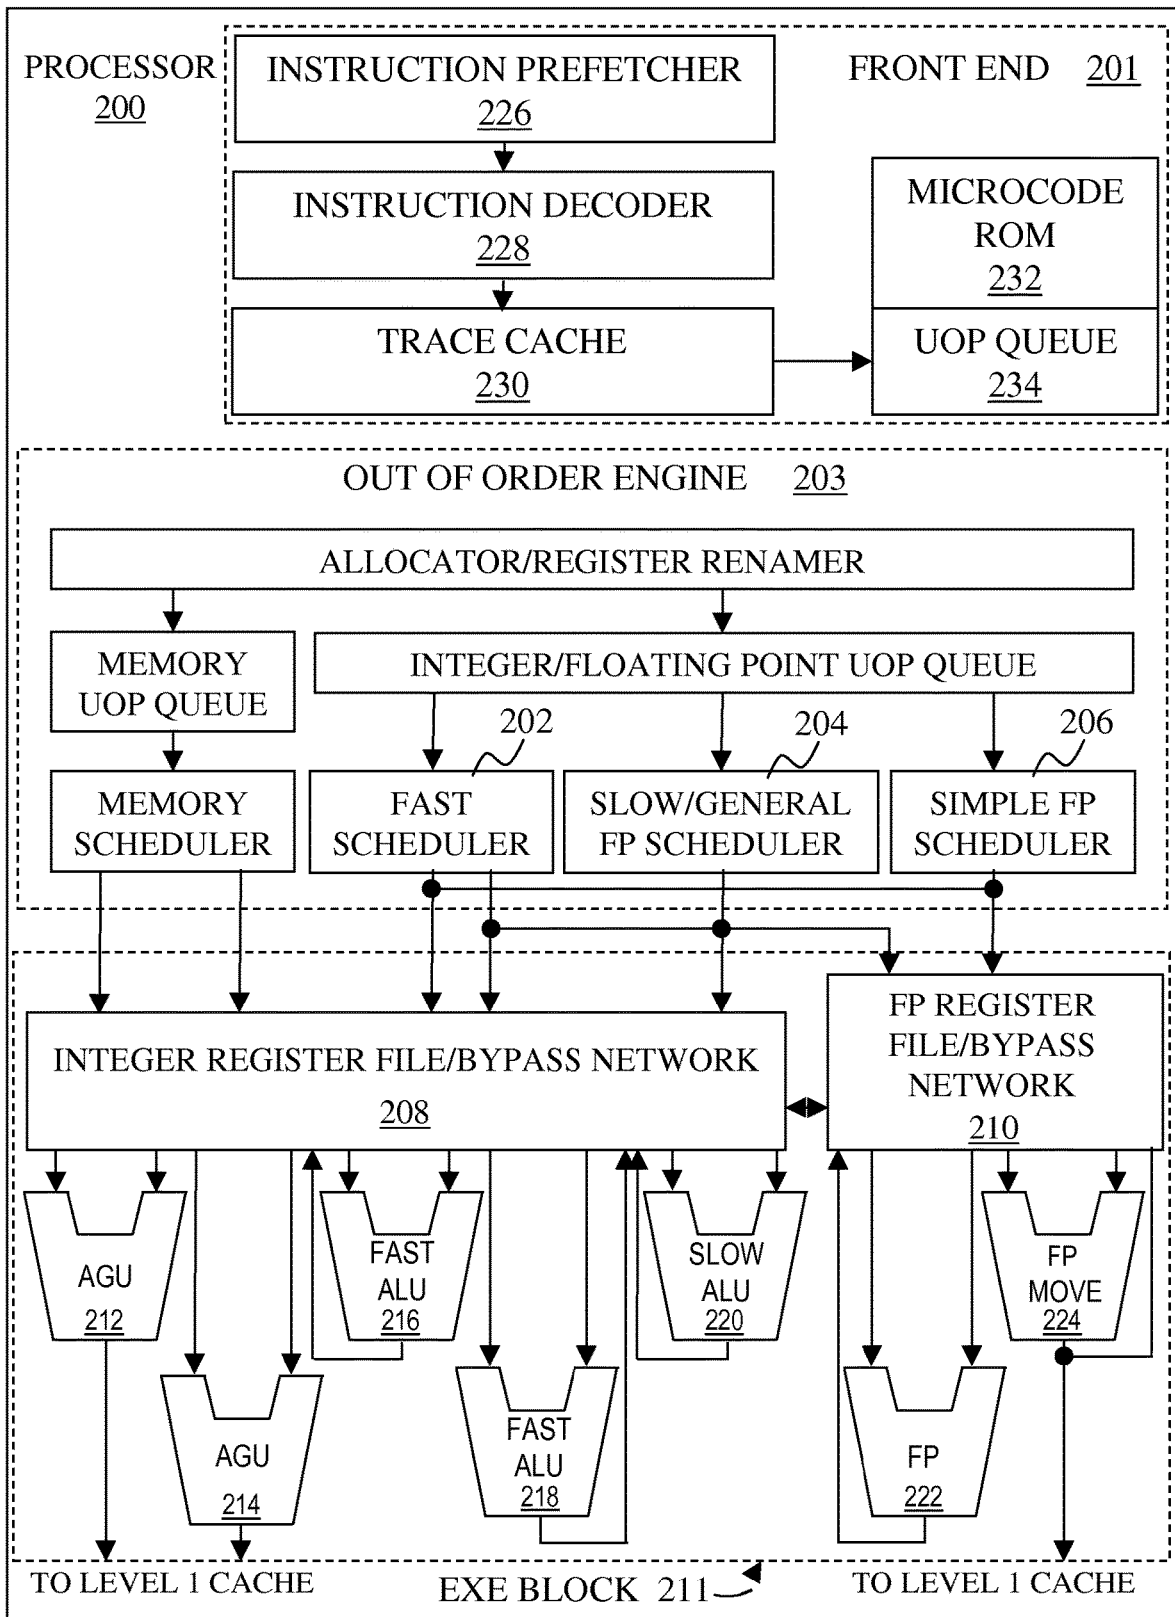 PROCESSOR
200
INSTRUCTION PREFETCHER
226
FRONT END 201
INSTRUCTION DECODER
228
MICROCODE
ROM
232
TRACE CACHE
230
UOP QUEUE
234
OUT OF ORDER ENGINE 203
ALLOCATOR/REGISTER RENAMER
MEMORY
UOP QUEUE
INTEGER/FLOATING POINT UOP QUEUE
202
204
206
MEMORY
SCHEDULER
FAST
SCHEDULER
SLOW/GENERAL
FP SCHEDULER
SIMPLE FP
SCHEDULER
INTEGER REGISTER FILE/BYPASS NETWORK
208
FP REGISTER
FILE/BYPASS
NETWORK
210
AGU
212
FAST
ALU
216
SLOW
ALU
220
FP
MOVE
224
AGU
214
FAST
ALU
218
FP
222
TO LEVEL 1 CACHE
EXE BLOCK 211
TO LEVEL 1 CACHE